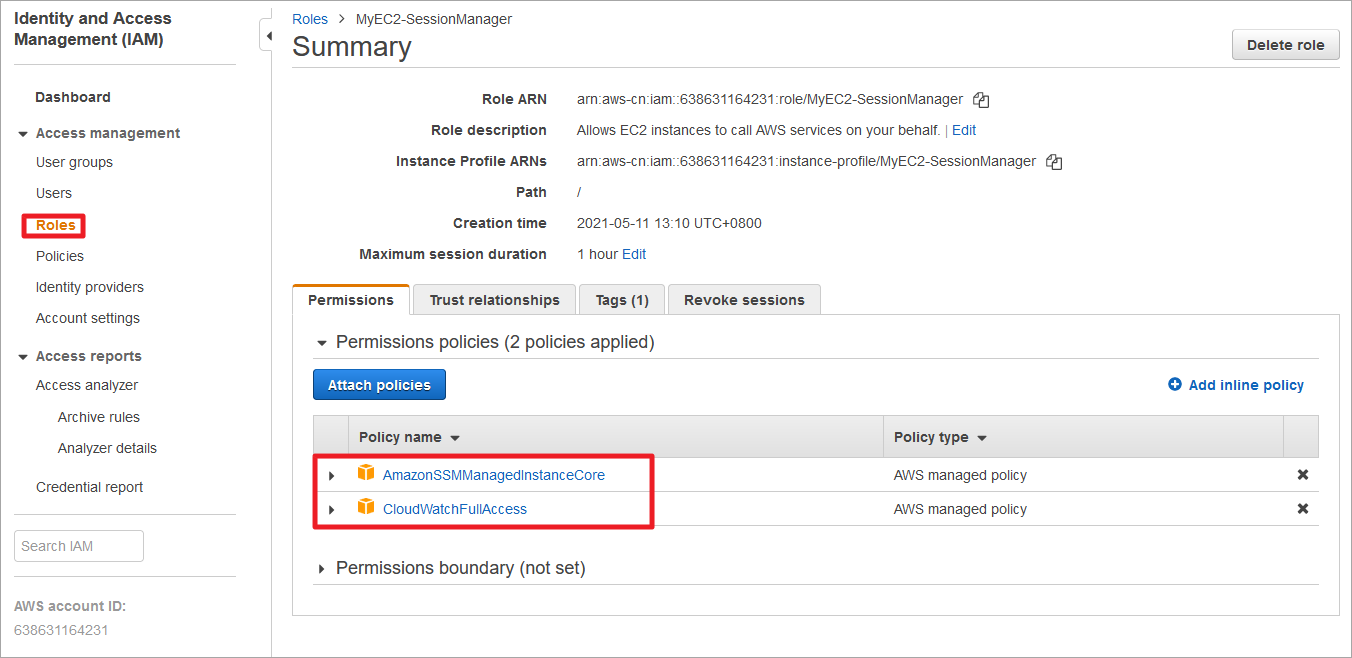 Identity and Access
Management (IAM)
Dashboard
Access management
User groups
Users
Roles
Policies
Identity providers
Account settings
Access reports
Access analyzer
Archive rules
Analyzer details
Credential report
Search IAM
AWS account ID:
638631164231
Roles > MyEC2-SessionManager
Summary
Delete role
Role ARN arn:aws-cn:iam::638631164231:role/MyEC2-SessionManager
Role description Allows EC2 instances to call AWS services on your behalf. | Edit
Instance Profile ARNs arn:aws-cn:iam::638631164231:instance-profile/MyEC2-SessionManager
Path /
Creation time 2021-05-11 13:10 UTC+0800
Maximum session duration 1 hour Edit
Permissions Trust relationships Tags (1) Revoke sessions
Permissions policies (2 policies applied)
Attach policies Add inline policy
Policy name Policy type
AmazonSSMManagedInstanceCore AWS managed policy
CloudWatchFullAccess AWS managed policy
Permissions boundary (not set)